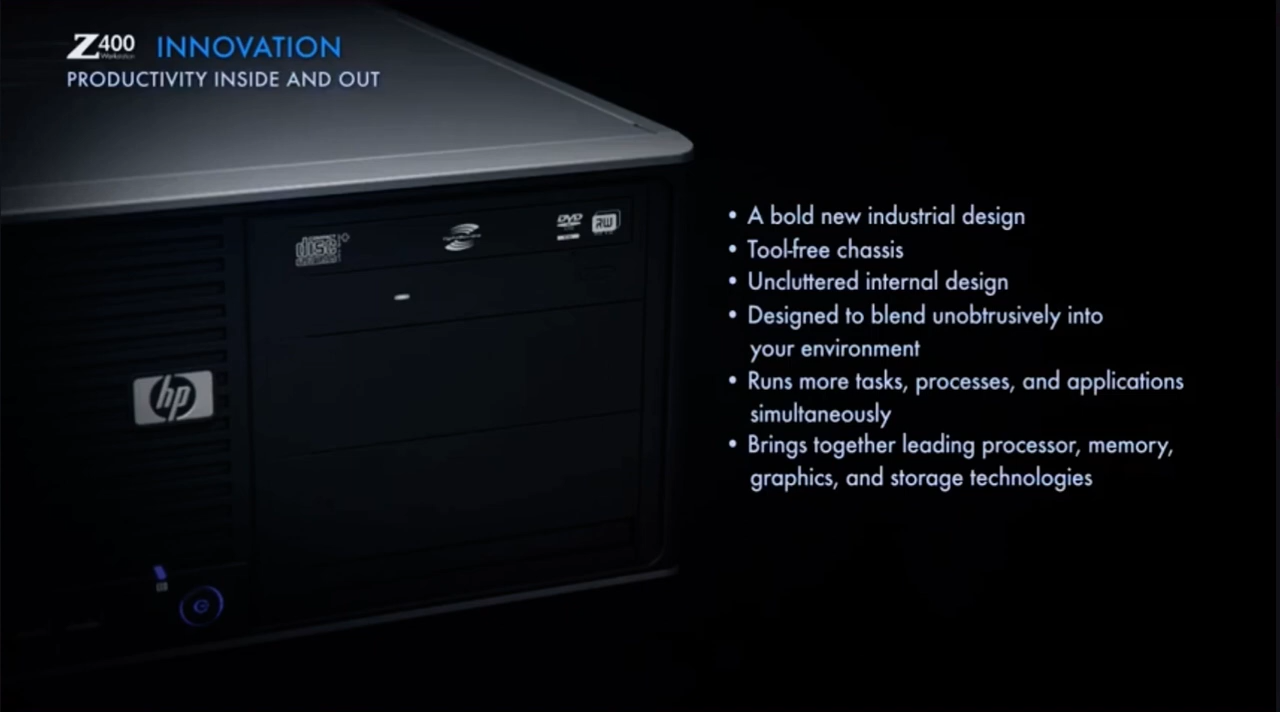 Z400 INNOVATION
Workstation
PRODUCTIVITY INSIDE AND OUT
• A bold new industrial design
• Tool-free chassis
• Uncluttered internal design
• Designed to blend unobtrusively into
your environment
• Runs more tasks, processes, and applications
simultaneously
• Brings together leading processor, memory,
graphics, and storage technologies
disc
DVD
RW
hp